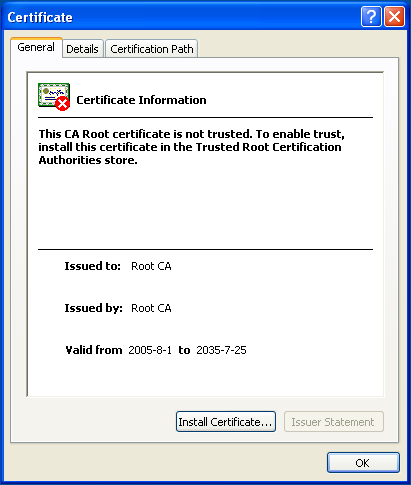 Certificate
General Details Certification Path
Certificate Information
This CA Root certificate is not trusted. To enable trust,
install this certificate in the Trusted Root Certification
Authorities store.
Issued to: Root CA
Issued by: Root CA
Valid from 2005-8-1 to 2035-7-25
Install Certificate... Issuer Statement
OK